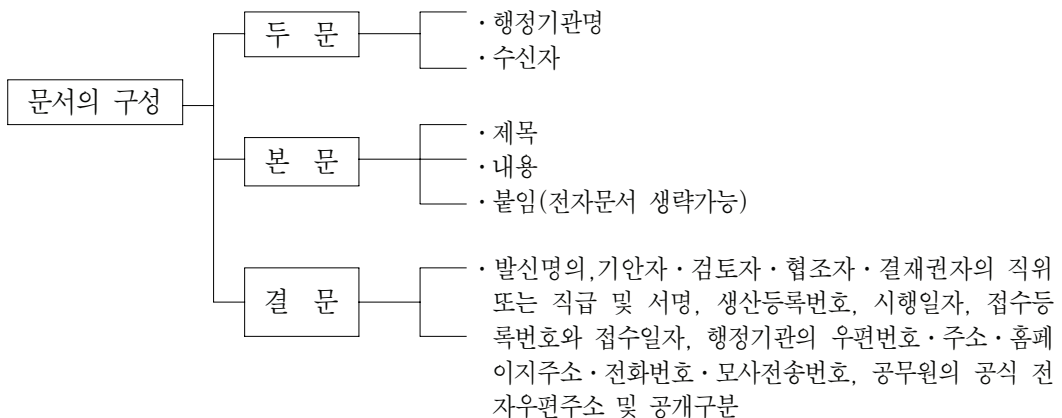 두 문
・행정기관명
・수신자
문서의 구성
본 문
・제목
・내용
・붙임(전자문서 생략가능)
결 문
・발신명의,기안자・검토자・협조자・결재권자의 직위
또는 직급 및 서명, 생산등록번호, 시행일자, 접수등
록번호와 접수일자, 행정기관의 우편번호・주소・홈페
이지주소・전화번호・모사전송번호, 공무원의 공식 전
자우편주소 및 공개구분